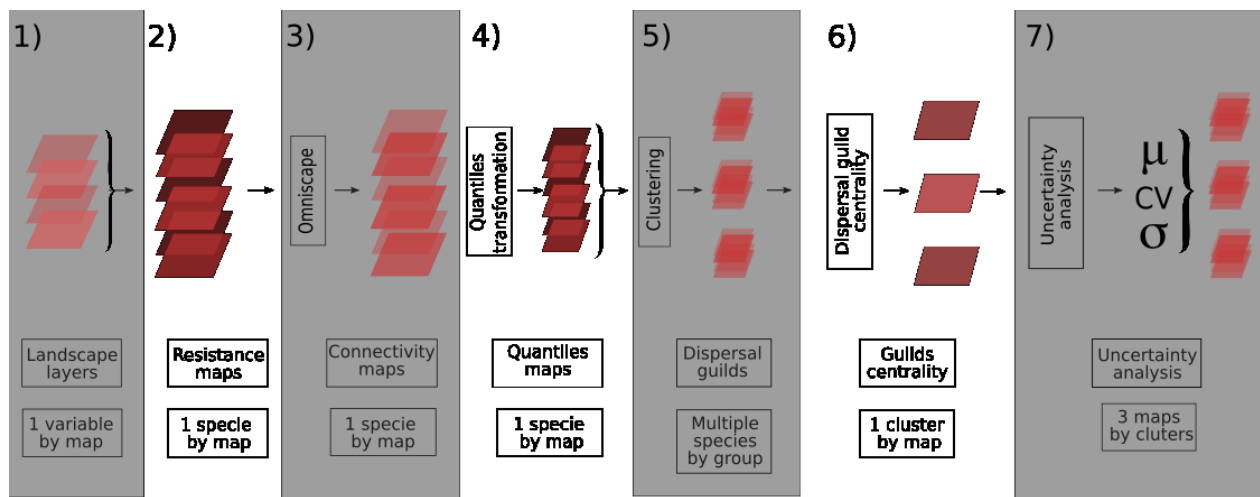 1)
2)
3)
4)
5)
6)
7)
Omniscape
Quantiles
transformation
Clustering
Dispersal guild
centrality
Uncertainty
analysis
μ
CV
σ
Landscape
layers
Resistance
maps
Connectivity
maps
Quantiles
maps
Dispersal
guilds
Guilds
centrality
Uncertainty
analysis
1 variable
by map
1 specie
by map
1 specie
by map
1 specie
by map
Multiple
species
by group
1 cluster
by map
3 maps
by cluters